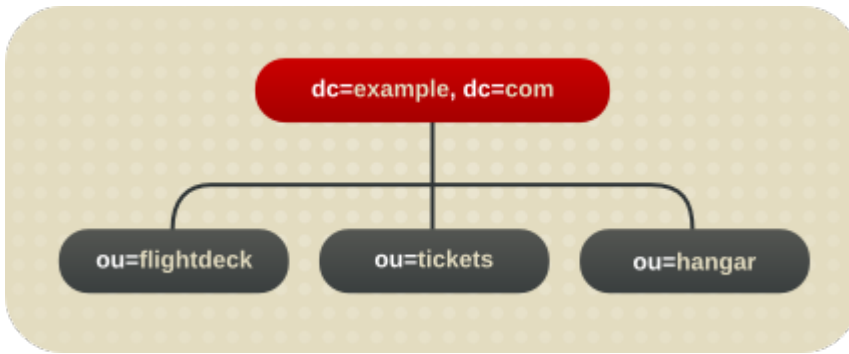 dc=example, dc=com
ou=flightdeck
ou=tickets
ou=hangar